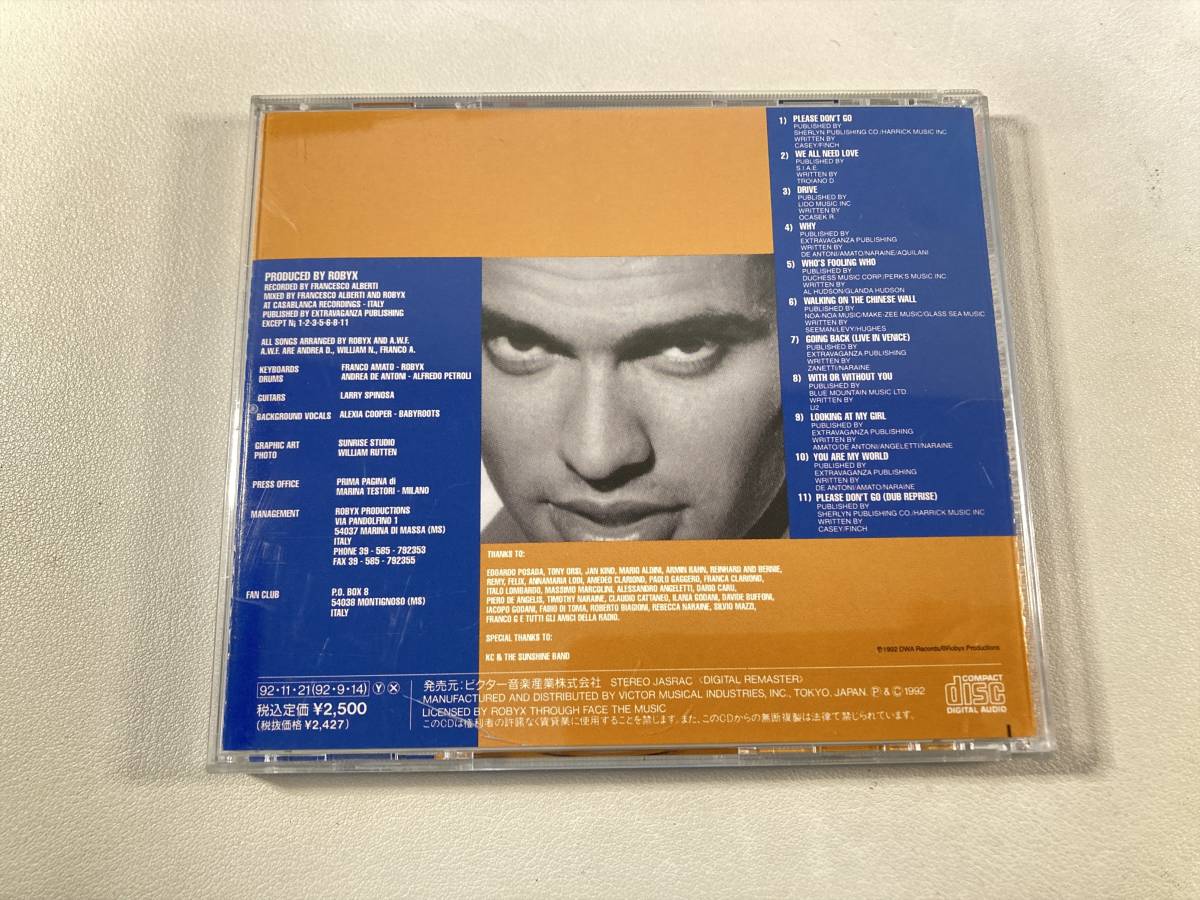 PRODUCED BY ROBYX
RECORDED BY FRANCESCO ALBERTI
MIXED BY FRANCESCO ALBERTI AND ROBYX
AT CASABLANCA RECORDINGS - ITALY
PUBLISHED BY EXTRAVAGANZA PUBLISHING
EXCEPT N¡ 1-2-3-5-6-8-11
ALL SONGS ARRANGED BY ROBYX AND A.W.F.
A.W.F. ARE ANDREA D., WILLIAM N., FRANCO A.
KEYBOARDS FRANCO AMATO - ROBYX
DRUMS ANDREA DE ANTONI - ALFREDO PETROLI
GUITARS LARRY SPINOSA
BACKGROUND VOCALS ALEXIA COOPER - BABYROOTS
GRAPHIC ART SUNRISE STUDIO
PHOTO WILLIAM RUTTEN
PRESS OFFICE PRIMA PAGINA di
MARINA TESTORI - MILANO
MANAGEMENT ROBYX PRODUCTIONS
VIA PANDOLFINO 1
54037 MARINA DI MASSA (MS)
ITALY
PHONE 39 - 585 - 792353
FAX 39 - 585 - 792355
FAN CLUB P.O. BOX 8
54038 MONTIGNOSO (MS)
ITALY
1) PLEASE DON'T GO
PUBLISHED BY
SHERLYN PUBLISHING CO./HARRICK MUSIC INC
WRITTEN BY
CASEY/FINCH
2) WE ALL NEED LOVE
PUBLISHED BY
S.I.A.E.
WRITTEN BY
TROIANO D.
3) DRIVE
PUBLISHED BY
LIDO MUSIC INC
WRITTEN BY
OCASEK R.
4) WHY
PUBLISHED BY
EXTRAVAGANZA PUBLISHING
WRITTEN BY
DE ANTONI/AMATO/NARAINE/AQUILANI
5) WHO'S FOOLING WHO
PUBLISHED BY
DUCHESS MUSIC CORP./PERK'S MUSIC INC.
WRITTEN BY
AL HUDSON/GLANDA HUDSON
6) WALKING ON THE CHINESE WALL
PUBLISHED BY
NOA-NOA MUSIC/MAKE-ZEE MUSIC/GLASS SEA MUSIC
WRITTEN BY
SEEMAN/LEVY/HUGHES
7) GOING BACK (LIVE IN VENICE)
PUBLISHED BY
EXTRAVAGANZA PUBLISHING
WRITTEN BY
ZANETTI/NARAINE
8) WITH OR WITHOUT YOU
PUBLISHED BY
BLUE MOUNTAIN MUSIC LTD.
WRITTEN BY
U2
9) LOOKING AT MY GIRL
PUBLISHED BY
EXTRAVAGANZA PUBLISHING
WRITTEN BY
AMATO/DE ANTONI/ANGELETTI/NARAINE
10) YOU ARE MY WORLD
PUBLISHED BY
EXTRAVAGANZA PUBLISHING
WRITTEN BY
DE ANTONI/AMATO/NARAINE
11) PLEASE DON'T GO (DUB REPRISE)
PUBLISHED BY
SHERLYN PUBLISHING CO./HARRICK MUSIC INC
WRITTEN BY
CASEY/FINCH
THANKS TO:
EDOARDO POSADA, TONY ORSI, JAN KIND, MARIO ALDINI, ARMIN RAHN, REINHARD AND BERNIE,
REMY, FELIX, ANNAMARIA LODI, AMEDEO CLARIOND, PAOLO GAGGERO, FRANCA CLARIOND,
ITALO LOMBARDO, MASSIMO MARCOLINI, ALESSANDRO ANGELETTI, DARIO CARU,
PIERO DE ANGELIS, TIMOTHY NARAINE, CLAUDIO CATTANEO, ILARIA GODANI, DAVIDE BUFFONI,
IACOPO GODANI, FABIO DI TOMA, ROBERTO BIAGIONI, REBECCA NARAINE, SILVIO MAZZI,
FRANCO G E TUTTI GLI AMICI DELLA RADIO.
SPECIAL THANKS TO:
KC & THE SUNSHINE BAND
℗1992 DWA Records/©Robyx Productions
92・11・21(92・9・14) Ⓨ Ⓧ
税込定価 ¥2,500
(税抜価格 ¥2,427)
発売元：ビクター音楽産業株式会社 STEREO JASRAC 〈DIGITAL REMASTER〉
MANUFACTURED AND DISTRIBUTED BY VICTOR MUSICAL INDUSTRIES, INC., TOKYO, JAPAN. Ⓟ & Ⓒ 1992
LICENSED BY ROBYX THROUGH FACE THE MUSIC
このCDは権利者の許諾なく賃貸業に使用することを禁じます。また、このCDからの無断複製は法律で禁じられています。
COMPACT
disc
DIGITAL AUDIO